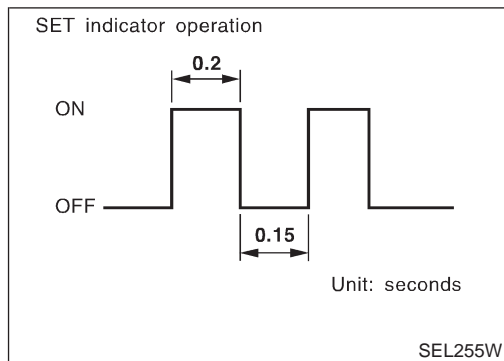 SET indicator operation
0.2
ON
OFF
0.15
Unit: seconds
SEL255W